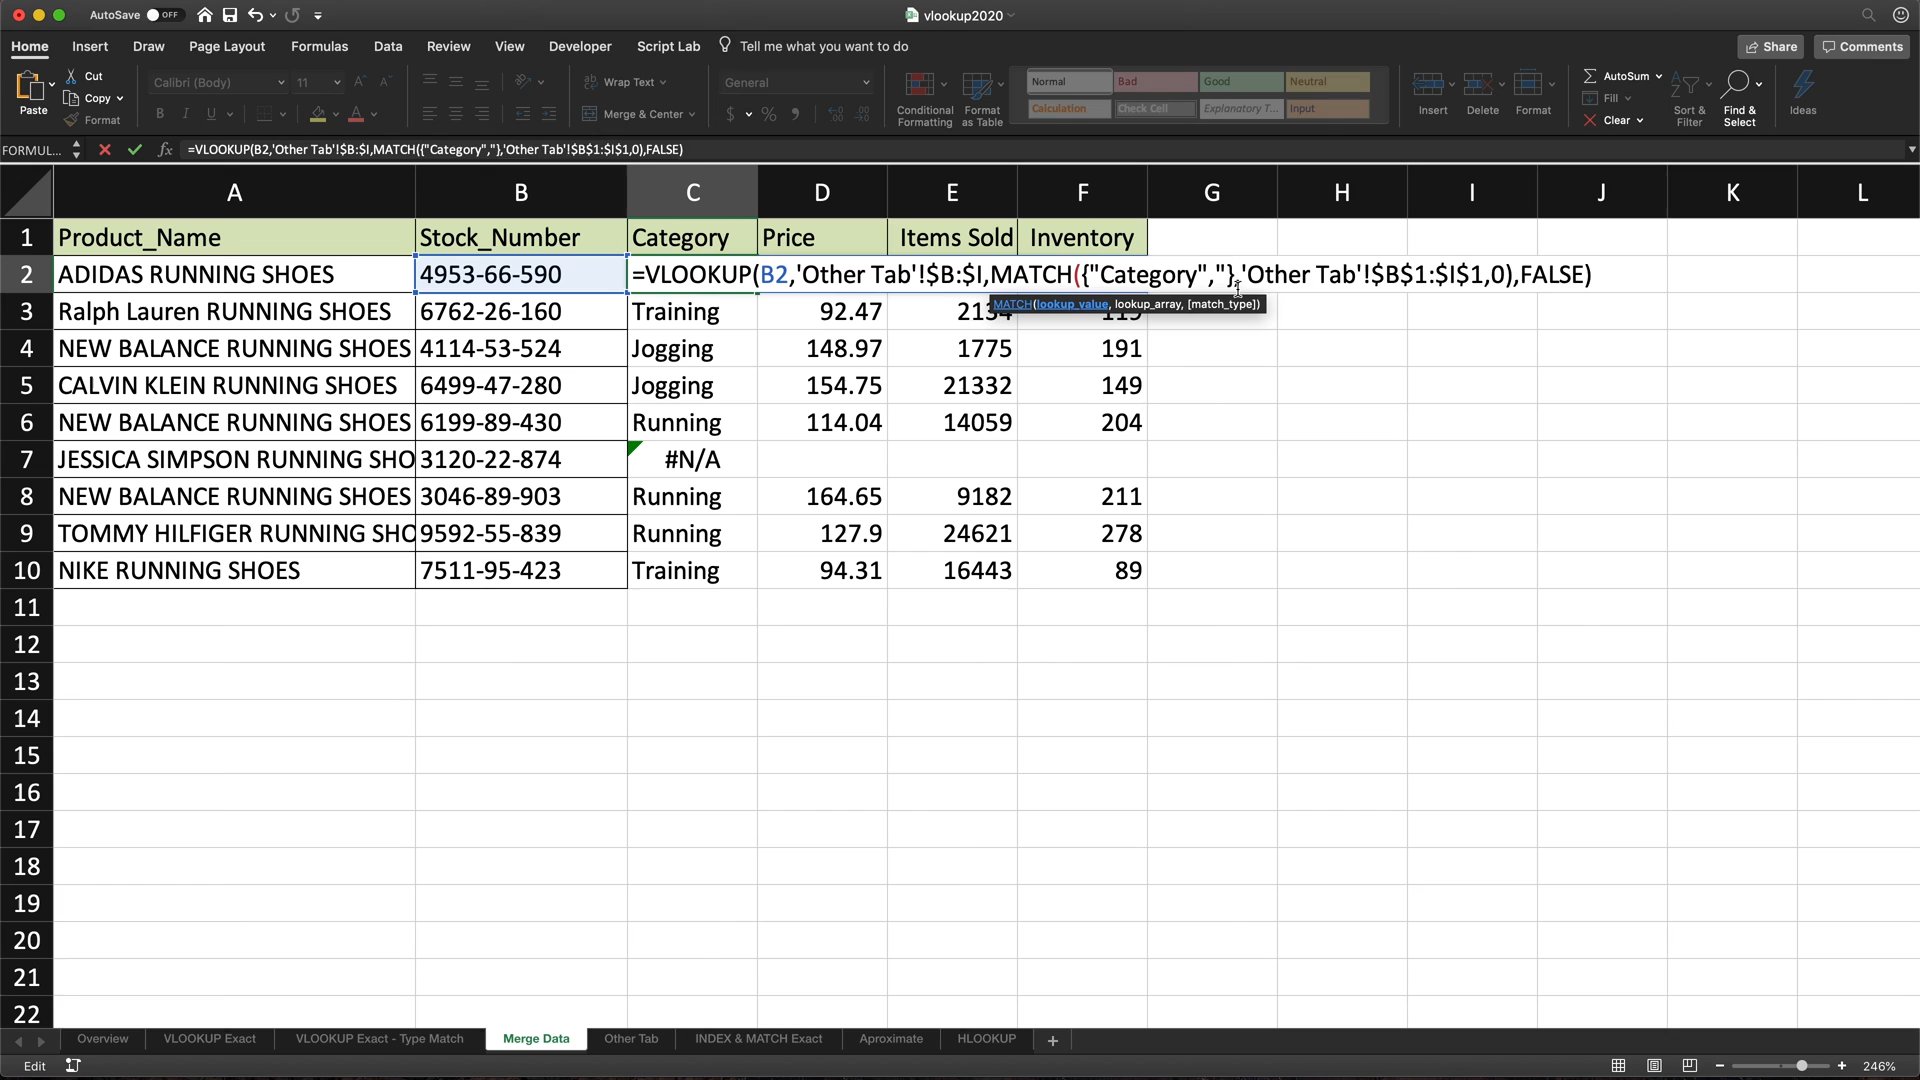 AutoSave OFF
vlookup2020
Home Insert Draw Page Layout Formulas Data Review View Developer Script Lab Tell me what you want to do
Share Comments
Paste
Cut
Copy
Format
Calibri (Body) 11
B I U
Wrap Text
Merge & Center
General
$ %
Conditional Formatting
Format as Table
Normal Bad Good Neutral
Calculation Check Cell Explanatory T... Input
Insert Delete Format
AutoSum
Fill
Clear
Sort & Filter
Find & Select
Ideas
FORMUL... fx =VLOOKUP(B2,'Other Tab'!$B:$I,MATCH({"Category","},'Other Tab'!$B$1:$I$1,0),FALSE)
A B C D E F G H I J K L
1 Product_Name Stock_Number Category Price Items Sold Inventory
2 ADIDAS RUNNING SHOES 4953-66-590 =VLOOKUP(B2,'Other Tab'!$B:$I,MATCH({"Category","},'Other Tab'!$B$1:$I$1,0),FALSE)
MATCH(lookup_value, lookup_array, [match_type])
3 Ralph Lauren RUNNING SHOES 6762-26-160 Training 92.47 2134 119
4 NEW BALANCE RUNNING SHOES 4114-53-524 Jogging 148.97 1775 191
5 CALVIN KLEIN RUNNING SHOES 6499-47-280 Jogging 154.75 21332 149
6 NEW BALANCE RUNNING SHOES 6199-89-430 Running 114.04 14059 204
7 JESSICA SIMPSON RUNNING SHO 3120-22-874 #N/A
8 NEW BALANCE RUNNING SHOES 3046-89-903 Running 164.65 9182 211
9 TOMMY HILFIGER RUNNING SHO 9592-55-839 Running 127.9 24621 278
10 NIKE RUNNING SHOES 7511-95-423 Training 94.31 16443 89
11
12
13
14
15
16
17
18
19
20
21
22
Overview VLOOKUP Exact VLOOKUP Exact - Type Match Merge Data Other Tab INDEX & MATCH Exact Aproximate HLOOKUP +
Edit 246%